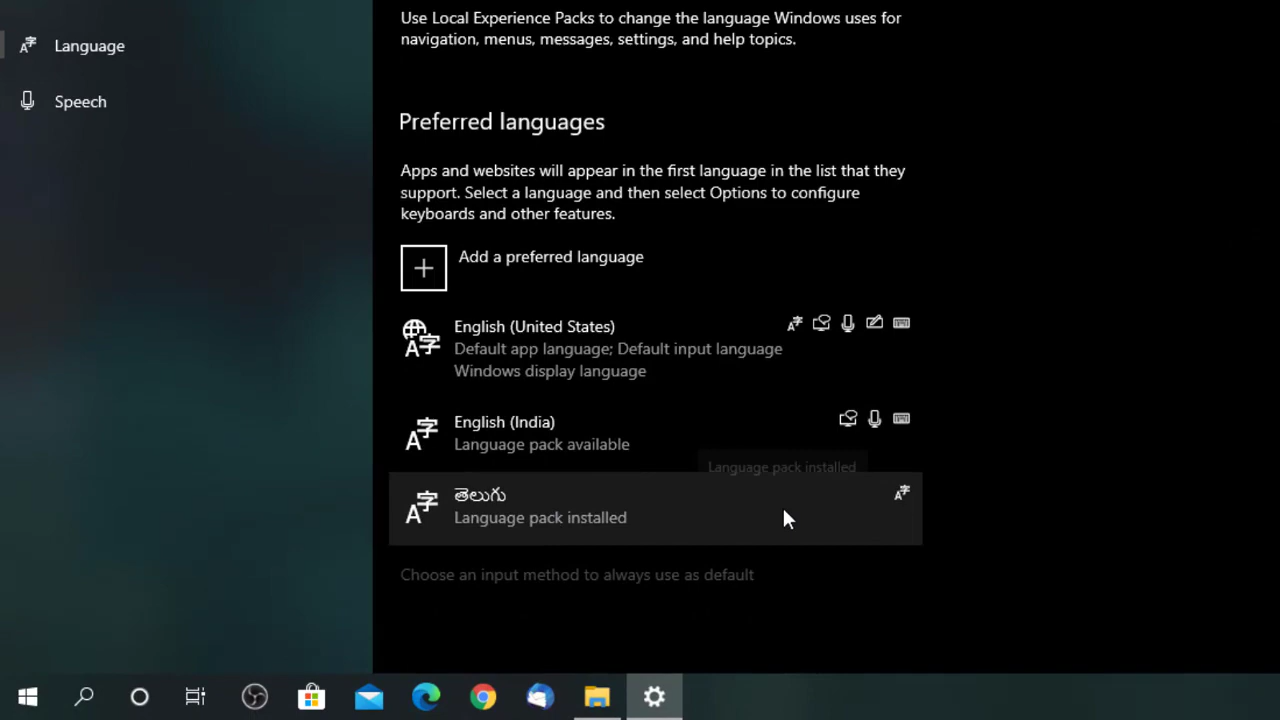 Language
Speech
Use Local Experience Packs to change the language Windows uses for
navigation, menus, messages, settings, and help topics.
Preferred languages
Apps and websites will appear in the first language in the list that they
support. Select a language and then select Options to configure
keyboards and other features.
Add a preferred language
English (United States)
Default app language; Default input language
Windows display language
English (India)
Language pack available
Language pack installed
తెలుగు
Language pack installed
Choose an input method to always use as default